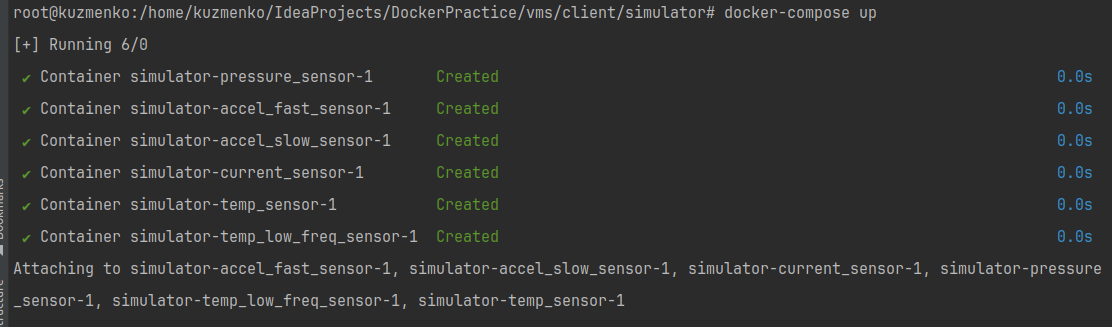 root@kuzmenko:/home/kuzmenko/IdeaProjects/DockerPractice/vms/client/simulator# docker-compose up
[+] Running 6/0
✔ Container simulator-pressure_sensor-1 Created 0.0s
✔ Container simulator-accel_fast_sensor-1 Created 0.0s
✔ Container simulator-accel_slow_sensor-1 Created 0.0s
✔ Container simulator-current_sensor-1 Created 0.0s
✔ Container simulator-temp_sensor-1 Created 0.0s
✔ Container simulator-temp_low_freq_sensor-1 Created 0.0s
Attaching to simulator-accel_fast_sensor-1, simulator-accel_slow_sensor-1, simulator-current_sensor-1, simulator-pressure
_sensor-1, simulator-temp_low_freq_sensor-1, simulator-temp_sensor-1